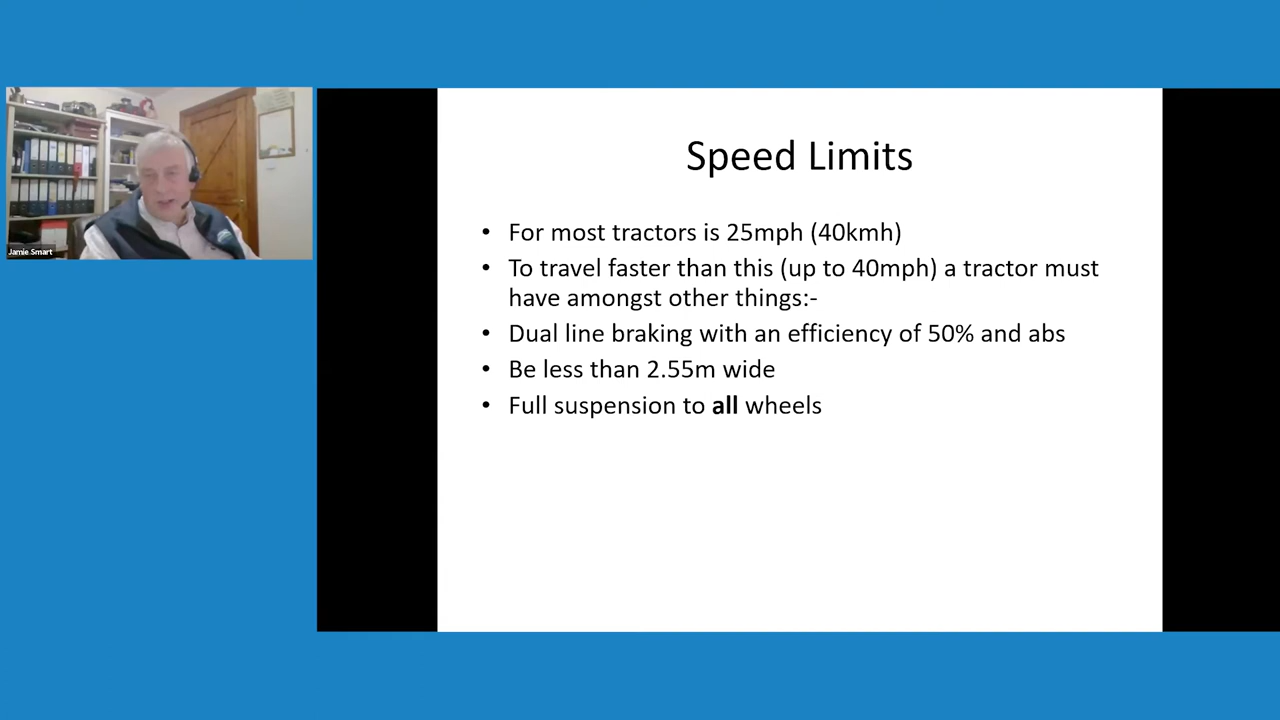 Jamie Smart
Speed Limits
• For most tractors is 25mph (40kmh)
• To travel faster than this (up to 40mph) a tractor must
have amongst other things:-
• Dual line braking with an efficiency of 50% and abs
• Be less than 2.55m wide
• Full suspension to all wheels